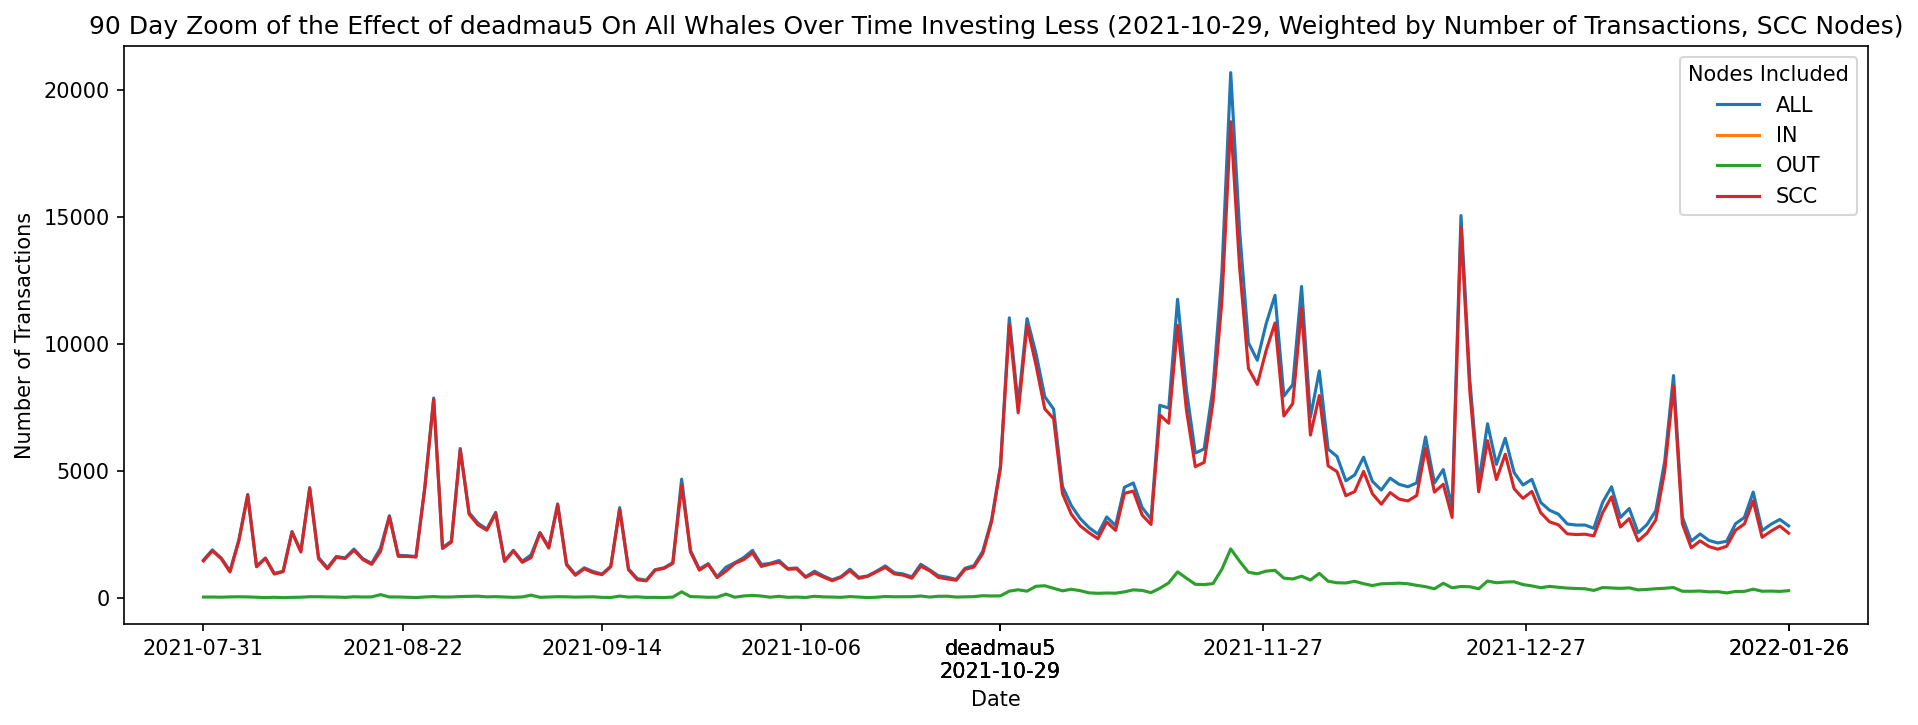 90 Day Zoom of the Effect of deadmau5 On All Whales Over Time Investing Less (2021-10-29, Weighted by Number of Transactions, SCC Nodes)
Nodes Included
ALL
IN
OUT
SCC
Number of Transactions
20000
15000
10000
5000
0
2021-07-31
2021-08-22
2021-09-14
2021-10-06
deadmau5
2021-10-29
2021-11-27
2021-12-27
2022-01-26
Date